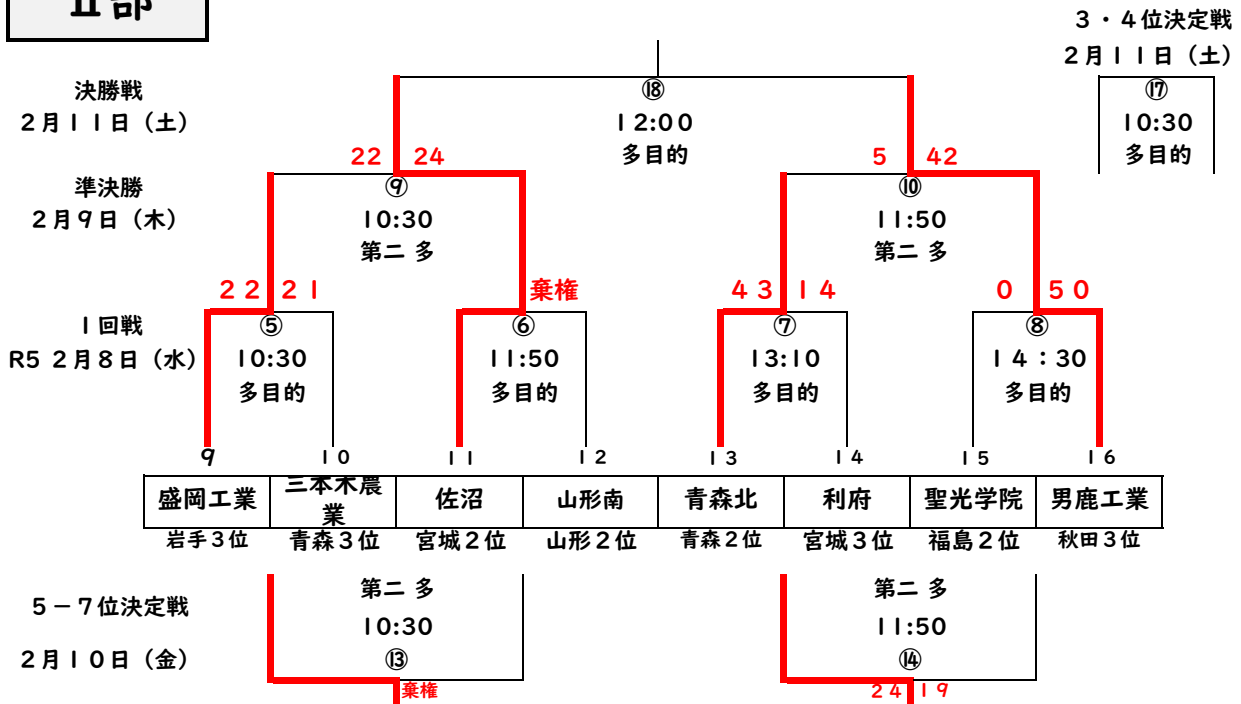 Ⅱ部
３・４位決定戦
２月１１日（土）
決勝戦
２月１１日（土）
⑱
12:00
多目的
⑰
10:30
多目的
22 24
5 42
準決勝
２月９日（木）
⑨
10:30
第二 多
⑩
11:50
第二 多
２２ ２１
棄権
４３ １４
０ ５０
１回戦
R5 ２月８日（水）
⑤
10:30
多目的
⑥
11:50
多目的
⑦
13:10
多目的
⑧
１４：３０
多目的
９ １０ １１ １２ １３ １４ １５ １６
盛岡工業 三本木農業 佐沼 山形南 青森北 利府 聖光学院 男鹿工業
岩手３位 青森３位 宮城２位 山形２位 青森２位 宮城３位 福島２位 秋田３位
５－７位決定戦
２月１０日（金）
第二 多
10:30
⑬
棄権
第二 多
11:50
⑭
２４ １９